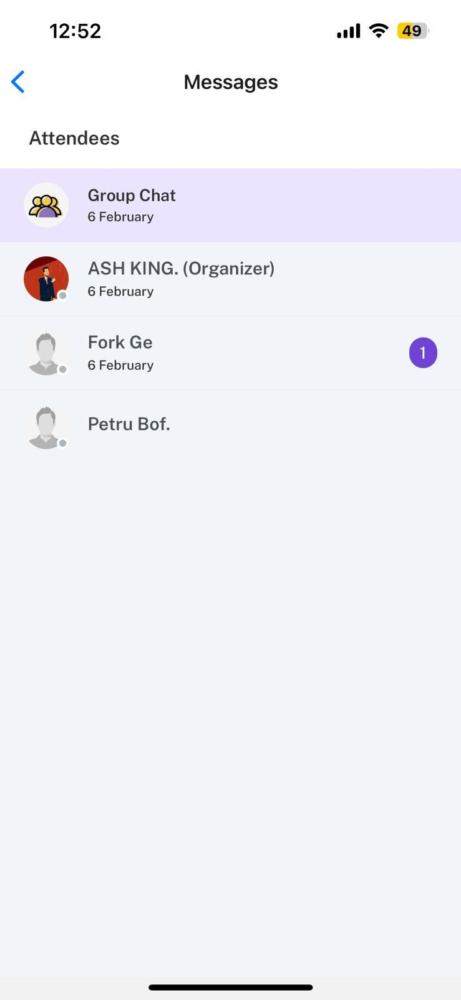 12:52
49
Messages
Attendees
Group Chat
6 February
ASH KING. (Organizer)
6 February
Fork Ge
6 February
1
Petru Bof.